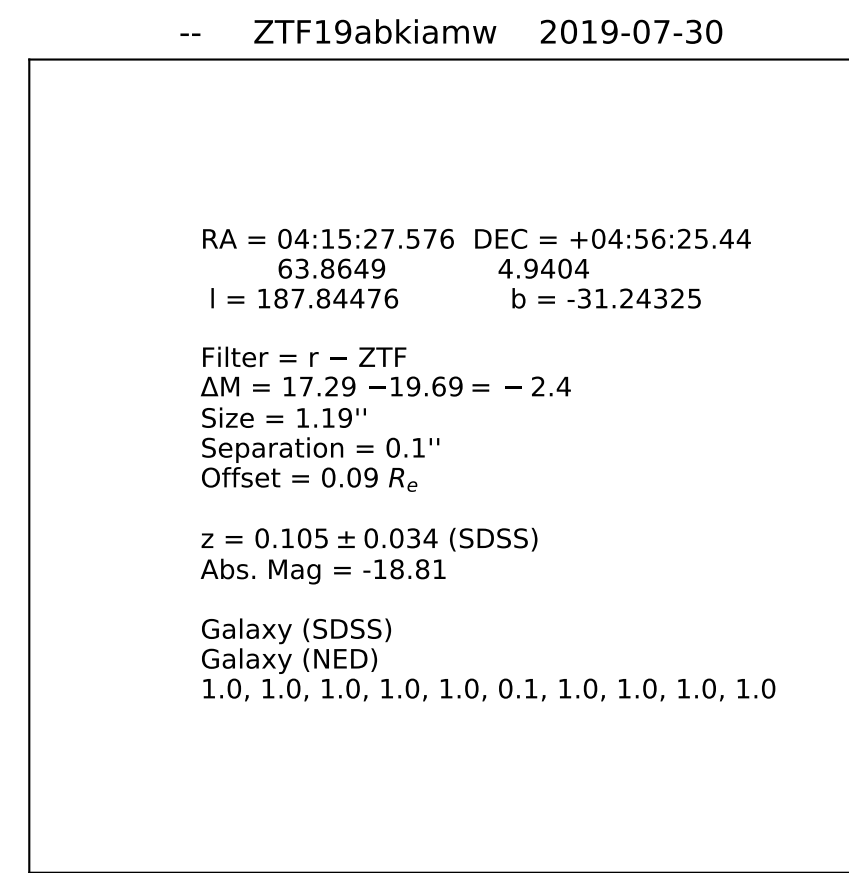 -- ZTF19abkiamw 2019-07-30
RA = 04:15:27.576 DEC = +04:56:25.44
63.8649 4.9404
l = 187.84476 b = -31.24325
Filter = r − ZTF
ΔM = 17.29 −19.69 = − 2.4
Size = 1.19''
Separation = 0.1''
Offset = 0.09 Re
z = 0.105 ± 0.034 (SDSS)
Abs. Mag = -18.81
Galaxy (SDSS)
Galaxy (NED)
1.0, 1.0, 1.0, 1.0, 1.0, 0.1, 1.0, 1.0, 1.0, 1.0